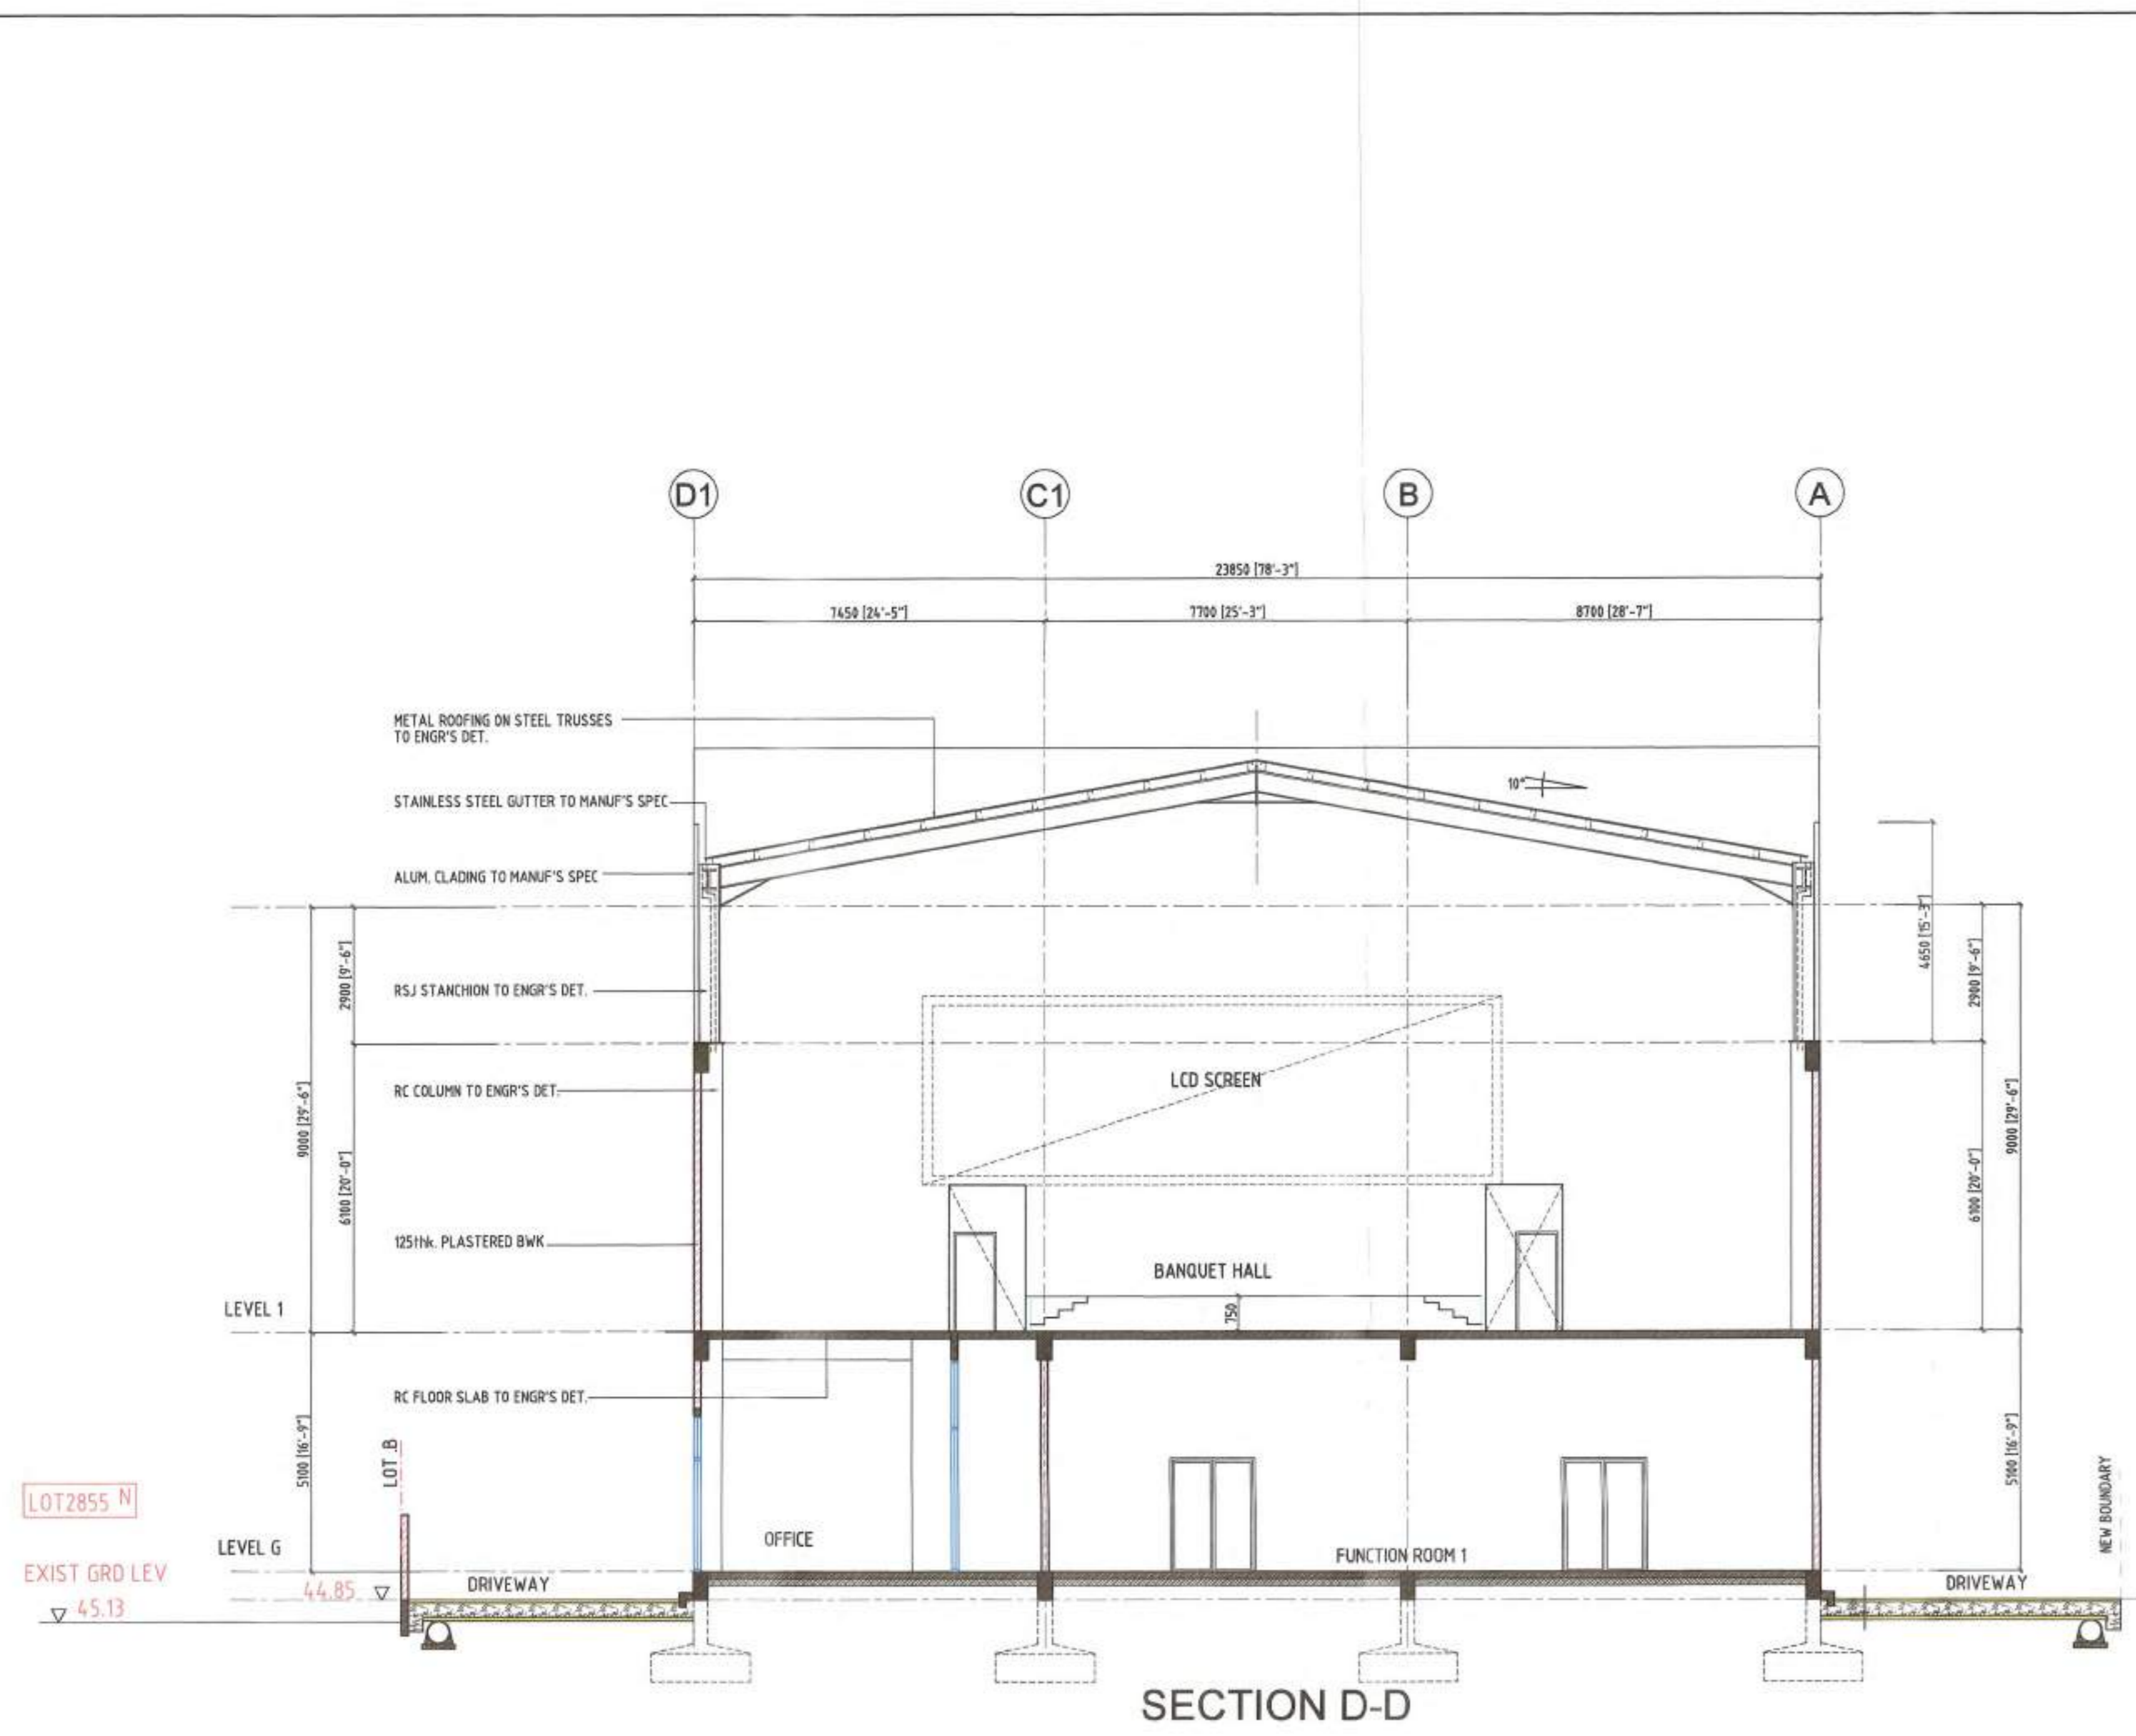 D1
C1
B
A
23850 [78'-3"]
7450 [24'-5"]
7700 [25'-3"]
8700 [28'-7"]
METAL ROOFING ON STEEL TRUSSES
TO ENGR'S DET.
10°
STAINLESS STEEL GUTTER TO MANUF'S SPEC
ALUM. CLADING TO MANUF'S SPEC
4650 [15'-3"]
2900 [9'-6"]
2900 [9'-6"]
RSJ STANCHION TO ENGR'S DET.
LCD SCREEN
RC COLUMN TO ENGR'S DET.
9000 [29'-6"]
9000 [29'-6"]
6100 [20'-0"]
6100 [20'-0"]
125thk. PLASTERED BWK
BANQUET HALL
750
LEVEL 1
RC FLOOR SLAB TO ENGR'S DET.
5100 [16'-9"]
5100 [16'-9"]
LOT .B
LOT2855 N
NEW BOUNDARY
OFFICE
LEVEL G
FUNCTION ROOM 1
EXIST GRD LEV
44.85
DRIVEWAY
DRIVEWAY
45.13
SECTION D-D